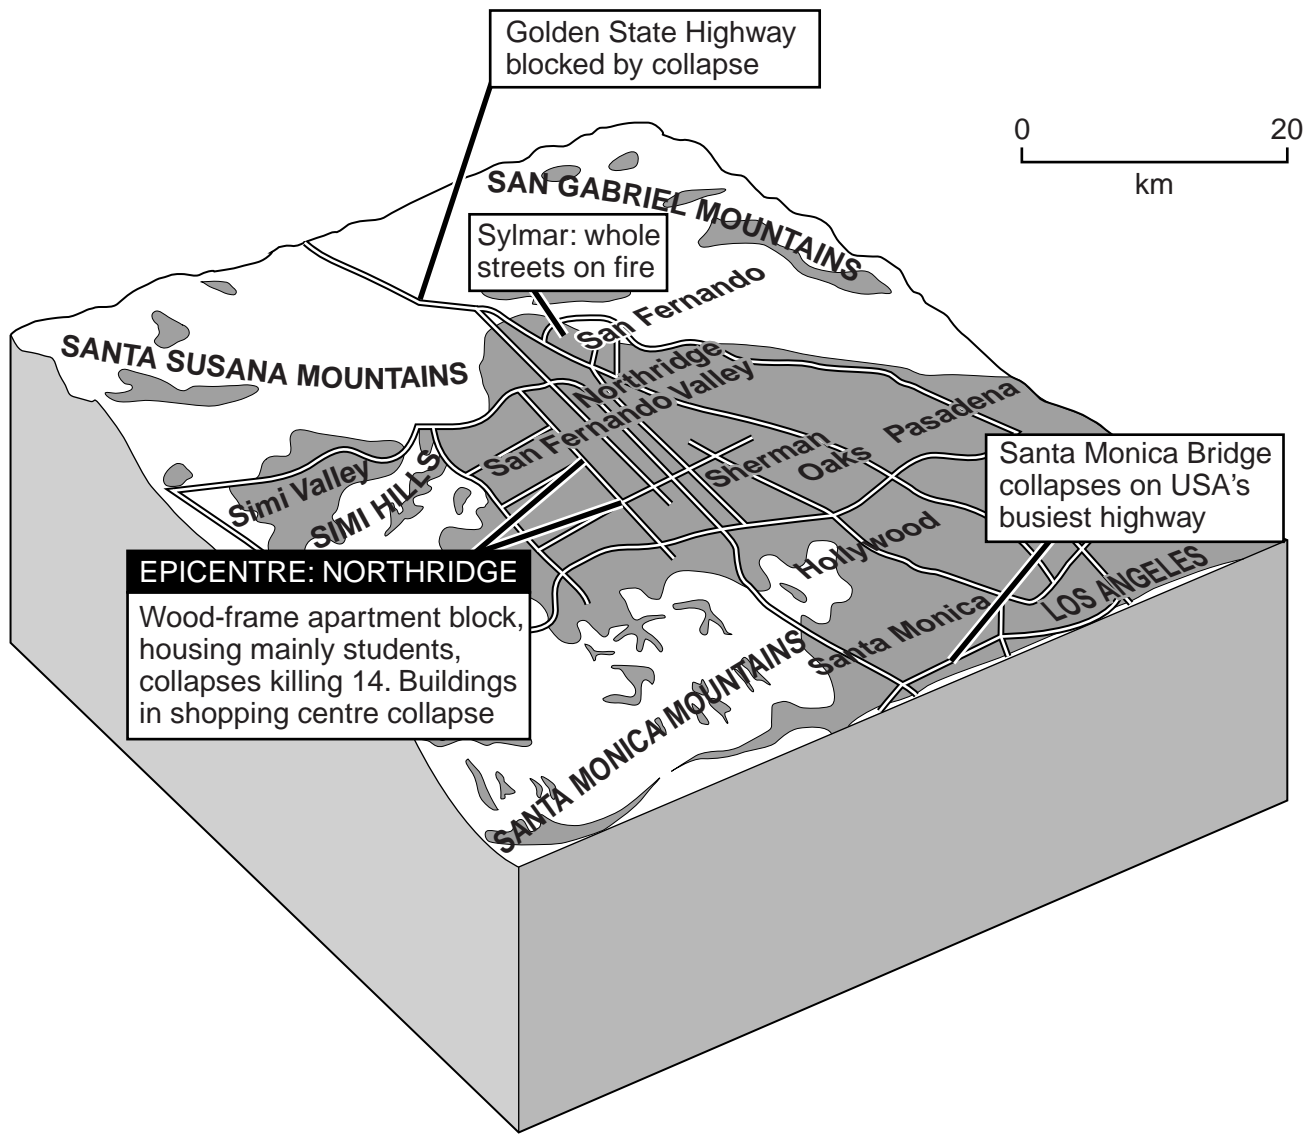 Golden State Highway
blocked by collapse
0 20
km
SAN GABRIEL MOUNTAINS
Sylmar: whole
streets on fire
San Fernando
SANTA SUSANA MOUNTAINS
Northridge
San Fernando Valley
Pasadena
Sherman
Oaks
Santa Monica Bridge
collapses on USA's
busiest highway
Simi Valley
SIMI HILLS
Hollywood
LOS ANGELES
EPICENTRE: NORTHRIDGE
Wood-frame apartment block,
housing mainly students,
collapses killing 14. Buildings
in shopping centre collapse
Santa Monica
SANTA MONICA MOUNTAINS